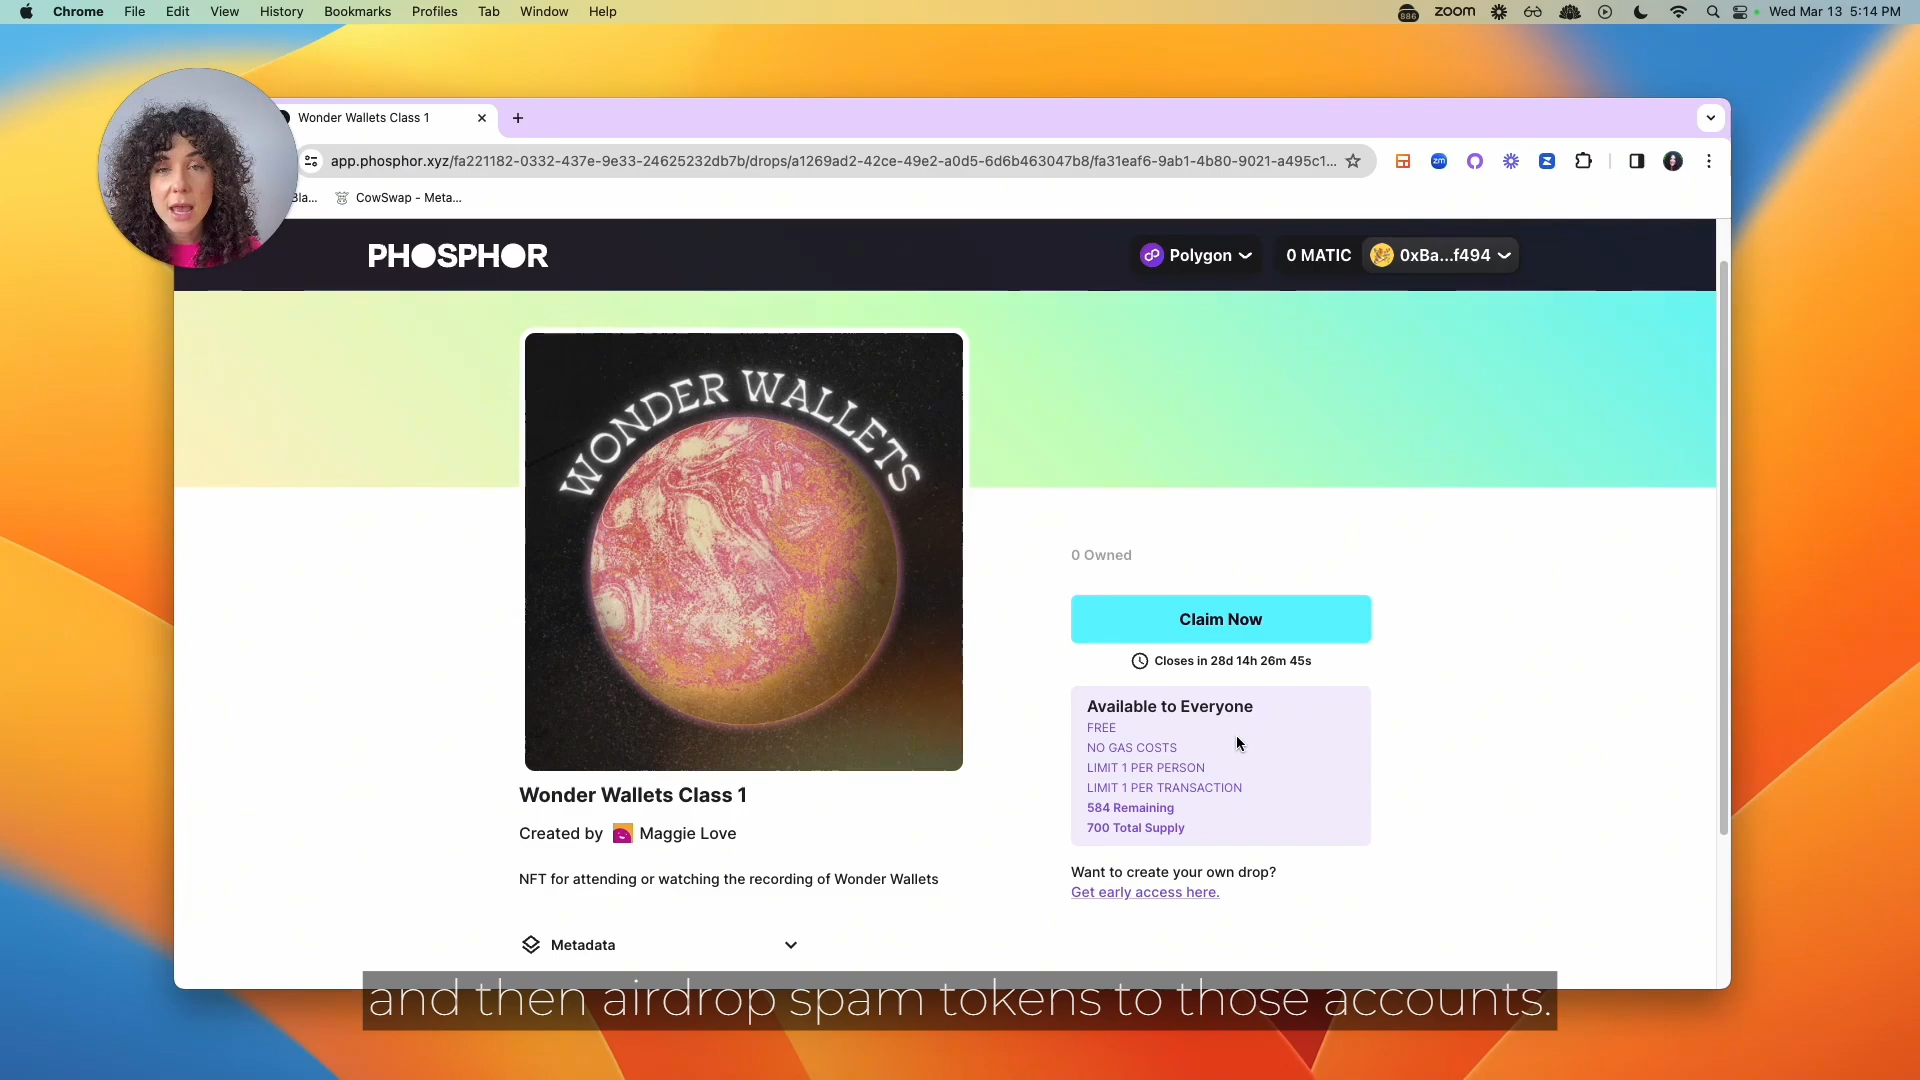 Chrome File Edit View History Bookmarks Profiles Tab Window Help
886 zoom Wed Mar 13 5:14 PM
Wonder Wallets Class 1
app.phosphor.xyz/fa221182-0332-437e-9e33-24625232db7b/drops/a1269ad2-42ce-49e2-a0d5-6d6b463047b8/fa31eaf6-9ab1-4b80-9021-a495c1...
zm
CowSwap - Meta...
PHOSPHOR
Polygon
0 MATIC
0xBa...f494
WONDER WALLETS
0 Owned
Claim Now
Closes in 28d 14h 26m 45s
Available to Everyone
FREE
NO GAS COSTS
LIMIT 1 PER PERSON
LIMIT 1 PER TRANSACTION
584 Remaining
700 Total Supply
Wonder Wallets Class 1
Created by Maggie Love
Want to create your own drop?
Get early access here.
NFT for attending or watching the recording of Wonder Wallets
Metadata
and then airdrop spam tokens to those accounts.